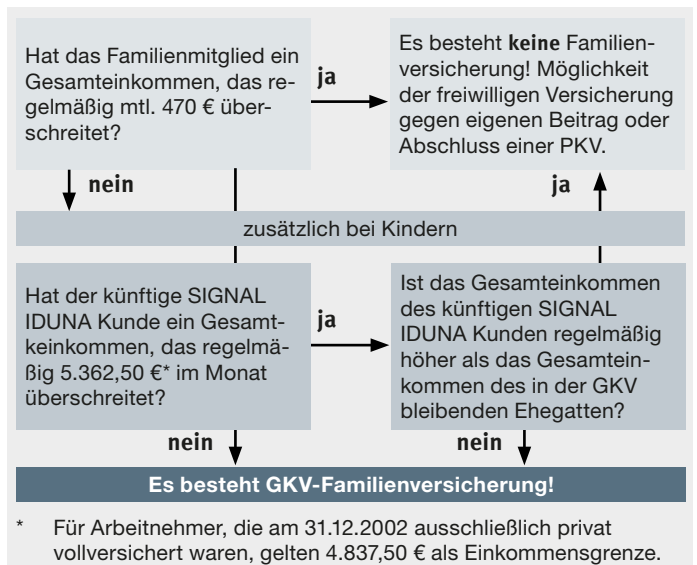 Hat das Familienmitglied ein
Gesamteinkommen, das re-
gelmäßig mtl. 470 € über-
schreitet?
ja
Es besteht keine Familien-
versicherung! Möglichkeit
der freiwilligen Versicherung
gegen eigenen Beitrag oder
Abschluss einer PKV.
nein
ja
zusätzlich bei Kindern
Hat der künftige SIGNAL
IDUNA Kunde ein Gesamt-
keinkommen, das regelmä-
ßig 5.362,50 €* im Monat
überschreitet?
ja
Ist das Gesamteinkommen
des künftigen SIGNAL
IDUNA Kunden regelmäßig
höher als das Gesamtein-
kommen des in der GKV
bleibenden Ehegatten?
nein
nein
Es besteht GKV-Familienversicherung!
* Für Arbeitnehmer, die am 31.12.2002 ausschließlich privat
vollversichert waren, gelten 4.837,50 € als Einkommensgrenze.